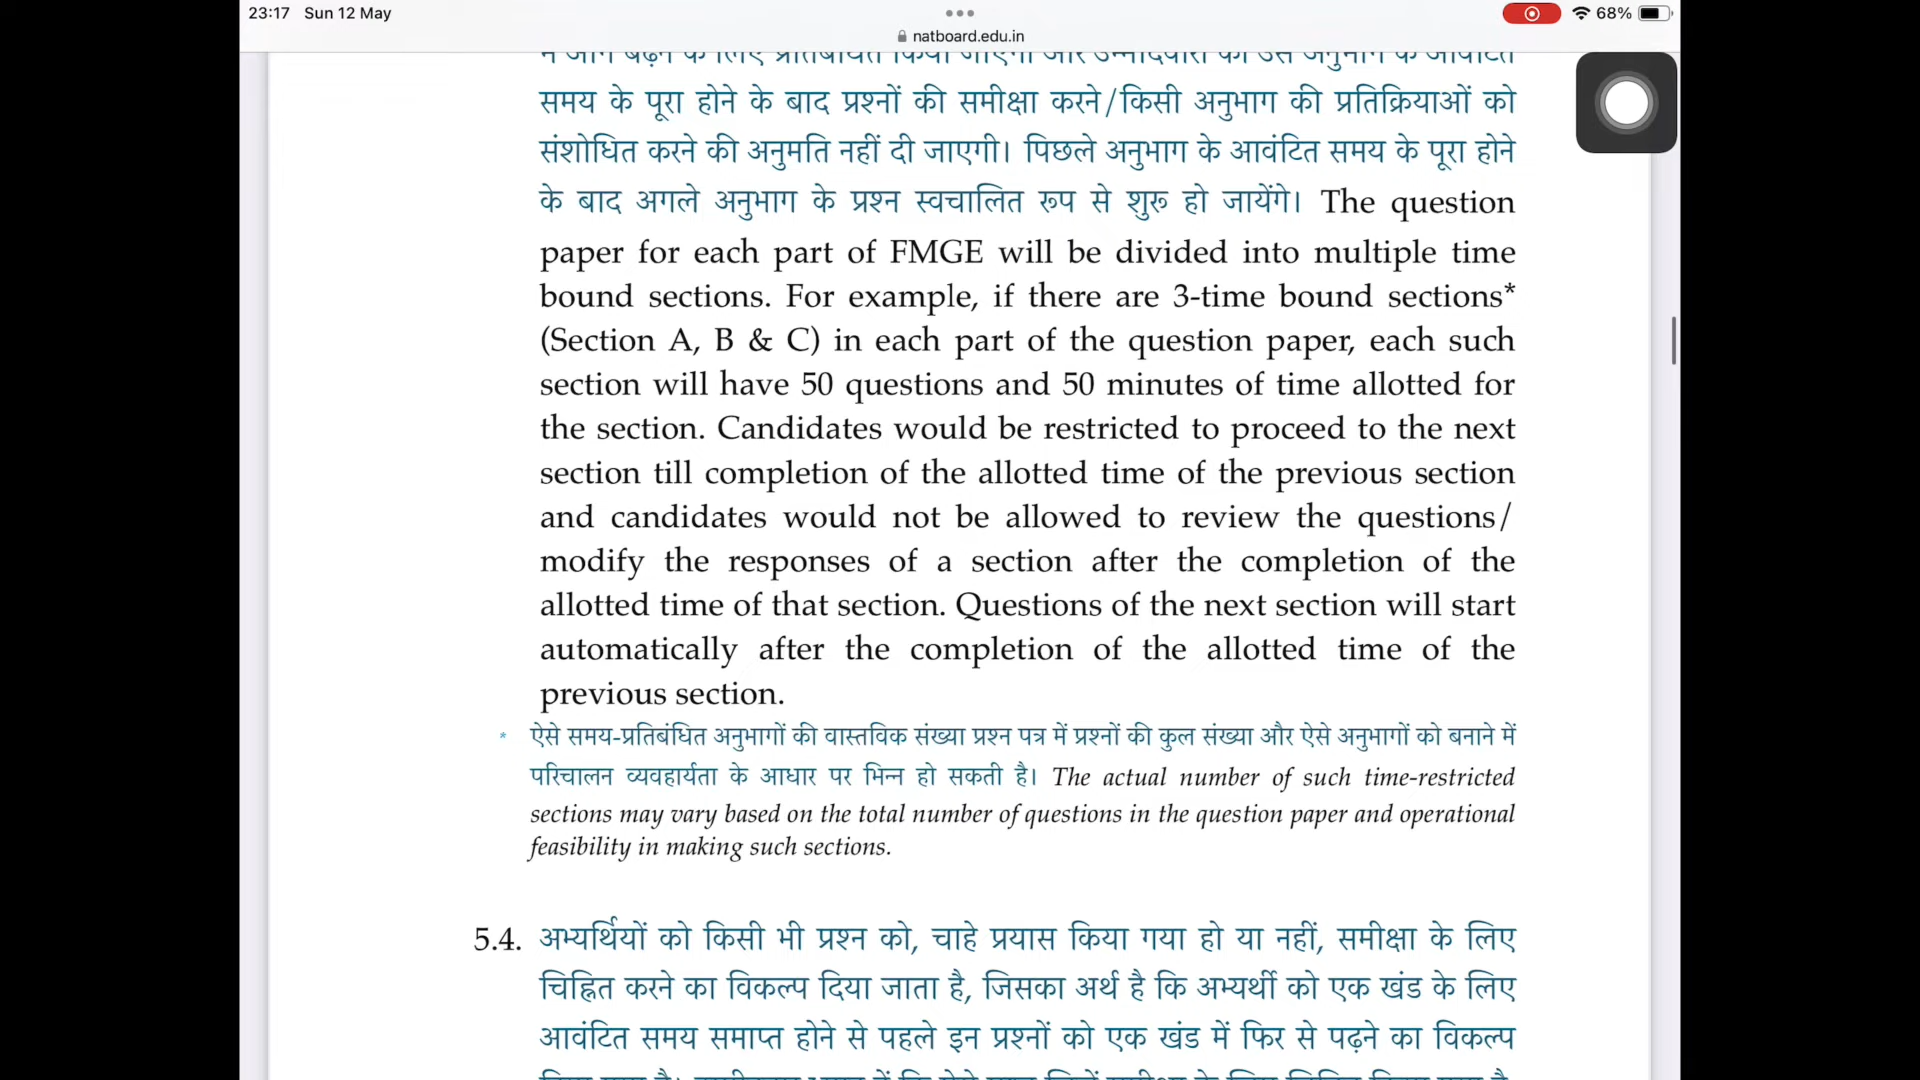 23:17 Sun 12 May
68%
natboard.edu.in
में आगे बढ़ने के लिए प्रतिबंधित किया जाएगा और उम्मीदवारों को उस अनुभाग के आवंटित
समय के पूरा होने के बाद प्रश्नों की समीक्षा करने/किसी अनुभाग की प्रतिक्रियाओं को
संशोधित करने की अनुमति नहीं दी जाएगी। पिछले अनुभाग के आवंटित समय के पूरा होने
के बाद अगले अनुभाग के प्रश्न स्वचालित रूप से शुरू हो जायेंगे। The question
paper for each part of FMGE will be divided into multiple time
bound sections. For example, if there are 3-time bound sections*
(Section A, B & C) in each part of the question paper, each such
section will have 50 questions and 50 minutes of time allotted for
the section. Candidates would be restricted to proceed to the next
section till completion of the allotted time of the previous section
and candidates would not be allowed to review the questions/
modify the responses of a section after the completion of the
allotted time of that section. Questions of the next section will start
automatically after the completion of the allotted time of the
previous section.
* ऐसे समय-प्रतिबंधित अनुभागों की वास्तविक संख्या प्रश्न पत्र में प्रश्नों की कुल संख्या और ऐसे अनुभागों को बनाने में
परिचालन व्यवहार्यता के आधार पर भिन्न हो सकती है। The actual number of such time-restricted
sections may vary based on the total number of questions in the question paper and operational
feasibility in making such sections.
5.4. अभ्यर्थियों को किसी भी प्रश्न को, चाहे प्रयास किया गया हो या नहीं, समीक्षा के लिए
चिह्नित करने का विकल्प दिया जाता है, जिसका अर्थ है कि अभ्यर्थी को एक खंड के लिए
आवंटित समय समाप्त होने से पहले इन प्रश्नों को एक खंड में फिर से पढ़ने का विकल्प